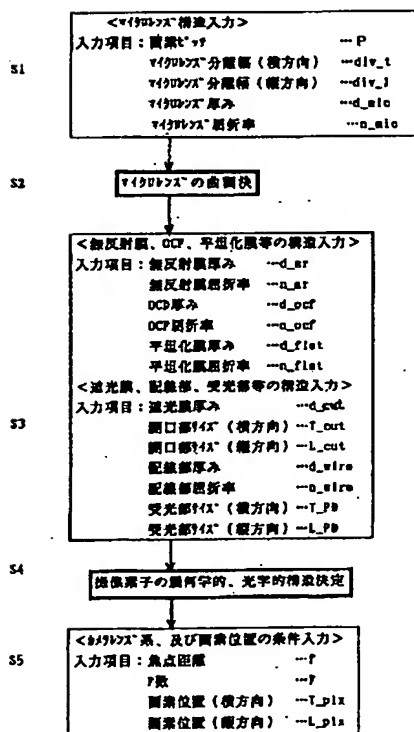 S1
<マイクロレンズ構造入力>
入力項目：画素ピッチ …P
マイクロレンズ分離幅（横方向）…div_t
マイクロレンズ分離幅（縦方向）…div_l
マイクロレンズ厚み …d_mlc
マイクロレンズ屈折率 …n_mlc
S2
マイクロレンズの曲面決
S3
<無反射膜、OCF、平坦化膜等の構造入力>
入力項目：無反射膜厚み …d_ar
無反射膜屈折率 …n_ar
OCD厚み …d_ocf
OCF屈折率 …n_ocf
平坦化膜厚み …d_flat
平坦化膜屈折率 …n_flat
<遮光膜、配線部、受光部等の構造入力>
入力項目：遮光膜厚み …d_cut
開口部サイズ（横方向）…T_cut
開口部サイズ（縦方向）…L_cut
配線部厚み …d_wire
配線部屈折率 …n_wire
受光部サイズ（横方向）…T_PD
受光部サイズ（縦方向）…L_PD
S4
撮像素子の幾何学的、光字的構造決定
S5
<カメラレンズ系、及び画素位置の条件入力>
入力項目：焦点距離 …f
F数 …F
画素位置（横方向）…T_pix
画素位置（縦方向）…L_pix